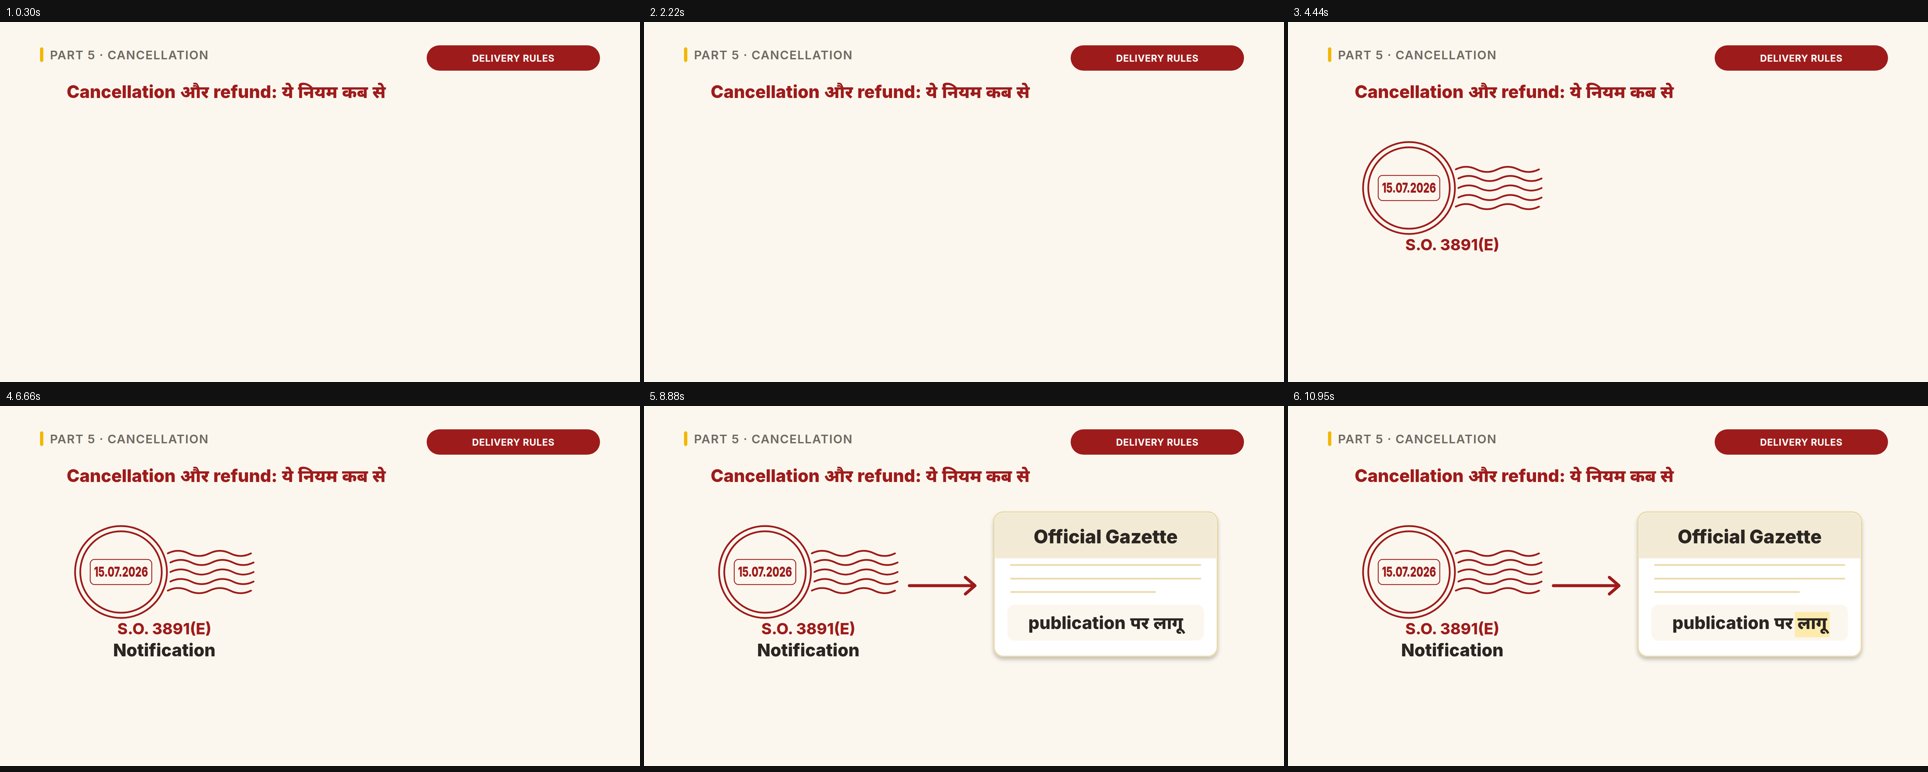 1. 0.30s
PART 5 · CANCELLATION
DELIVERY RULES
Cancellation और refund: ये नियम कब से
2. 2.22s
PART 5 · CANCELLATION
DELIVERY RULES
Cancellation और refund: ये नियम कब से
3. 4.44s
PART 5 · CANCELLATION
DELIVERY RULES
Cancellation और refund: ये नियम कब से
15.07.2026
S.O. 3891(E)
4. 6.66s
PART 5 · CANCELLATION
DELIVERY RULES
Cancellation और refund: ये नियम कब से
15.07.2026
S.O. 3891(E)
Notification
5. 8.88s
PART 5 · CANCELLATION
DELIVERY RULES
Cancellation और refund: ये नियम कब से
15.07.2026
S.O. 3891(E)
Notification
Official Gazette
publication पर लागू
6. 10.95s
PART 5 · CANCELLATION
DELIVERY RULES
Cancellation और refund: ये नियम कब से
15.07.2026
S.O. 3891(E)
Notification
Official Gazette
publication पर लागू